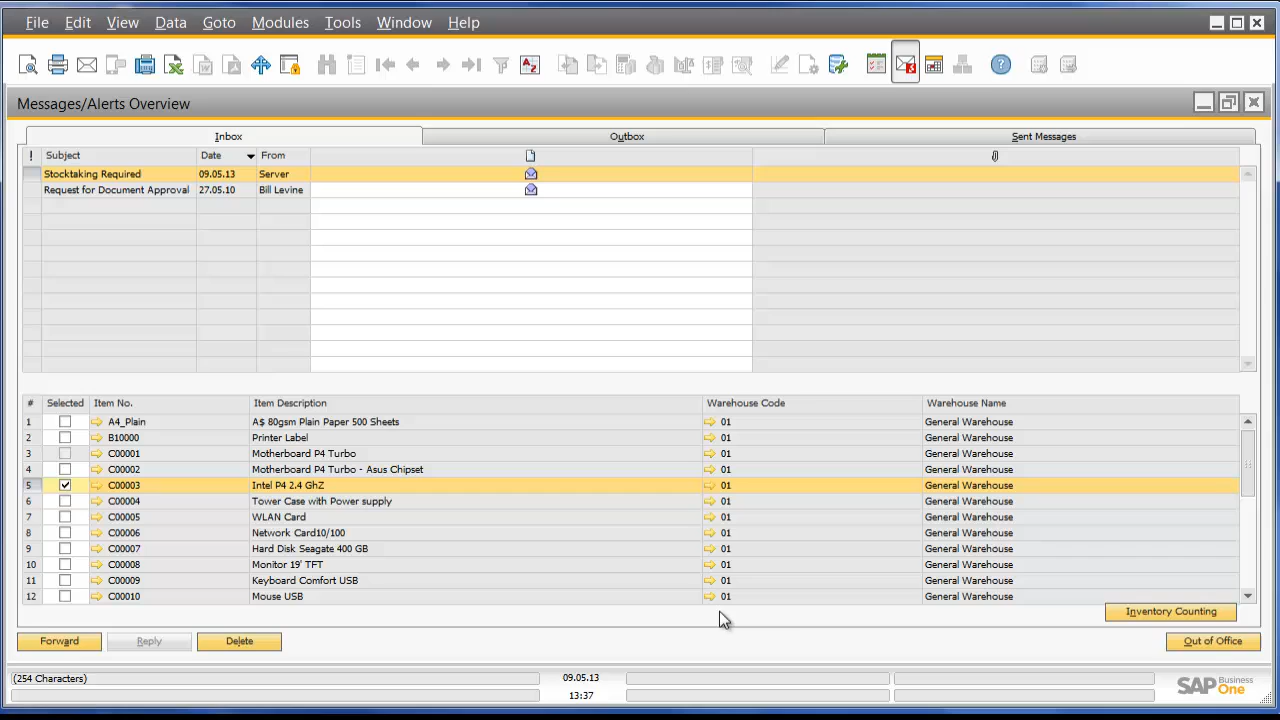 File Edit View Data Goto Modules Tools Window Help
Messages/Alerts Overview
Inbox Outbox Sent Messages
! Subject Date From
Stocktaking Required 09.05.13 Server
Request for Document Approval 27.05.10 Bill Levine
# Selected Item No. Item Description Warehouse Code Warehouse Name
1 A4_Plain A$ 80gsm Plain Paper 500 Sheets 01 General Warehouse
2 B10000 Printer Label 01 General Warehouse
3 C00001 Motherboard P4 Turbo 01 General Warehouse
4 C00002 Motherboard P4 Turbo - Asus Chipset 01 General Warehouse
5 C00003 Intel P4 2.4 GhZ 01 General Warehouse
6 C00004 Tower Case with Power supply 01 General Warehouse
7 C00005 WLAN Card 01 General Warehouse
8 C00006 Network Card10/100 01 General Warehouse
9 C00007 Hard Disk Seagate 400 GB 01 General Warehouse
10 C00008 Monitor 19' TFT 01 General Warehouse
11 C00009 Keyboard Comfort USB 01 General Warehouse
12 C00010 Mouse USB 01 General Warehouse
Inventory Counting
Forward Reply Delete Out of Office
(254 Characters) 09.05.13
13:37
SAP Business One